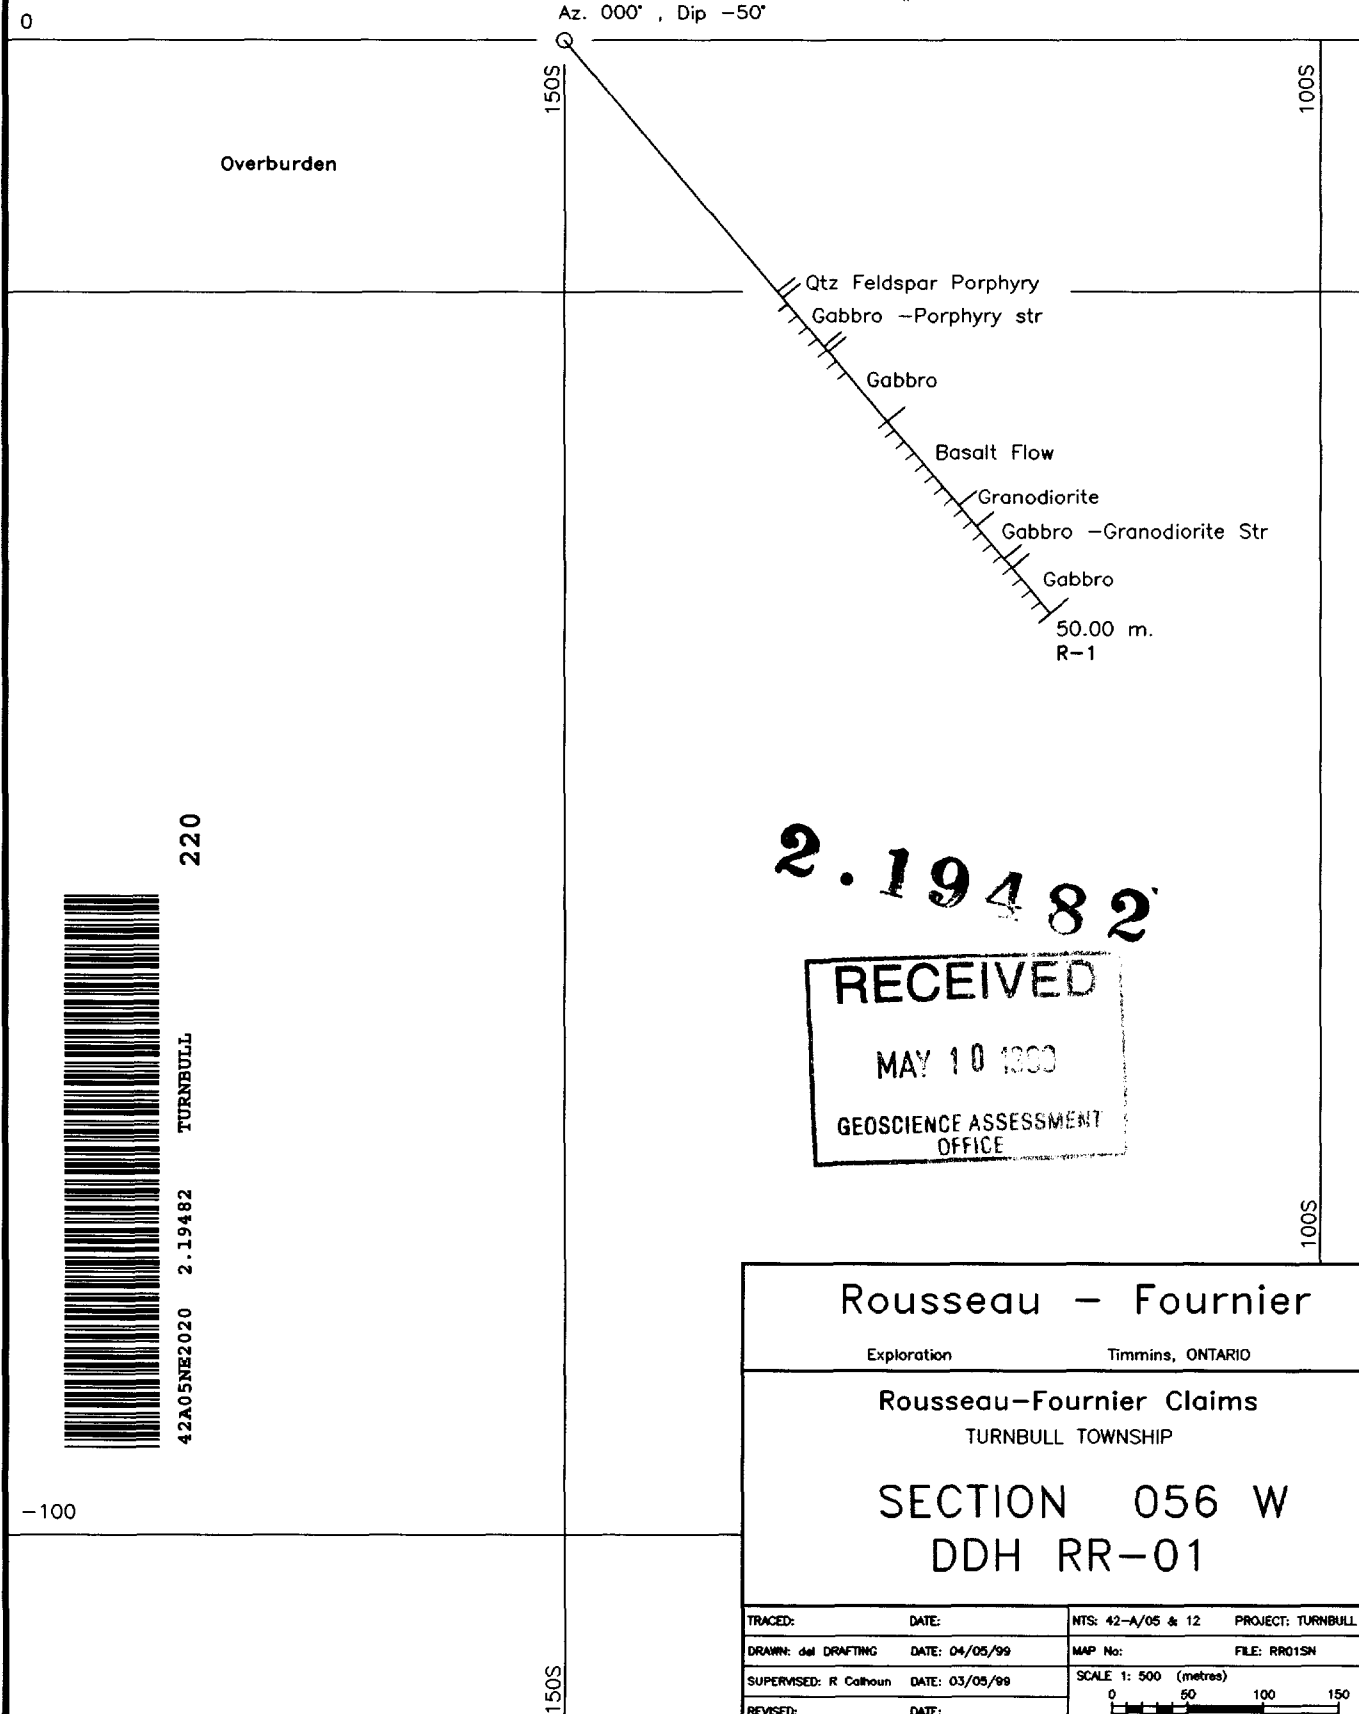 Az. 000° , Dip -50°
0
150S
100S
Overburden
Qtz Feldspar Porphyry
Gabbro -Porphyry str
Gabbro
Basalt Flow
Granodiorite
Gabbro -Granodiorite Str
Gabbro
50.00 m.
R-1
220
TURNBULL
2.19482
42A05NE2020
2.19482
RECEIVED
MAY 10
GEOSCIENCE ASSESSMENT
OFFICE
100S
-100
150S
Rousseau - Fournier
Exploration Timmins, ONTARIO
Rousseau-Fournier Claims
TURNBULL TOWNSHIP
SECTION 056 W
DDH RR-01
TRACED: DATE: NTS: 42-A/05 & 12 PROJECT: TURNBULL
DRAWN: del DRAFTING DATE: 04/05/99 MAP No: FILE: RR01SN
SUPERVISED: R Calhoun DATE: 03/05/99 SCALE 1: 500 (metres)
0 50 100 150
REVISED: DATE: